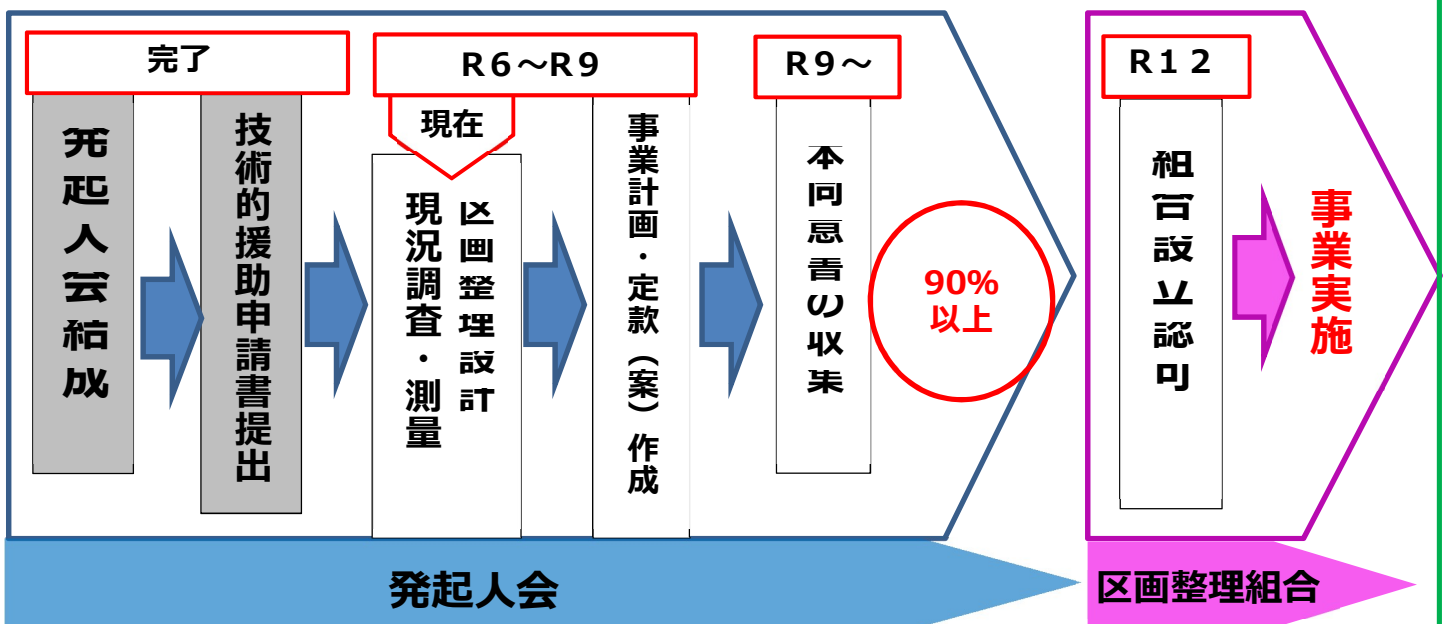 完了
発起人会結成
技術的援助申請書提出
R6～R9
現在
現況調査・測量
区画整理設計
事業計画・定款（案）作成
R9～
本同意書の収集
90%
以上
R12
組合設立認可
事業実施
発起人会
区画整理組合